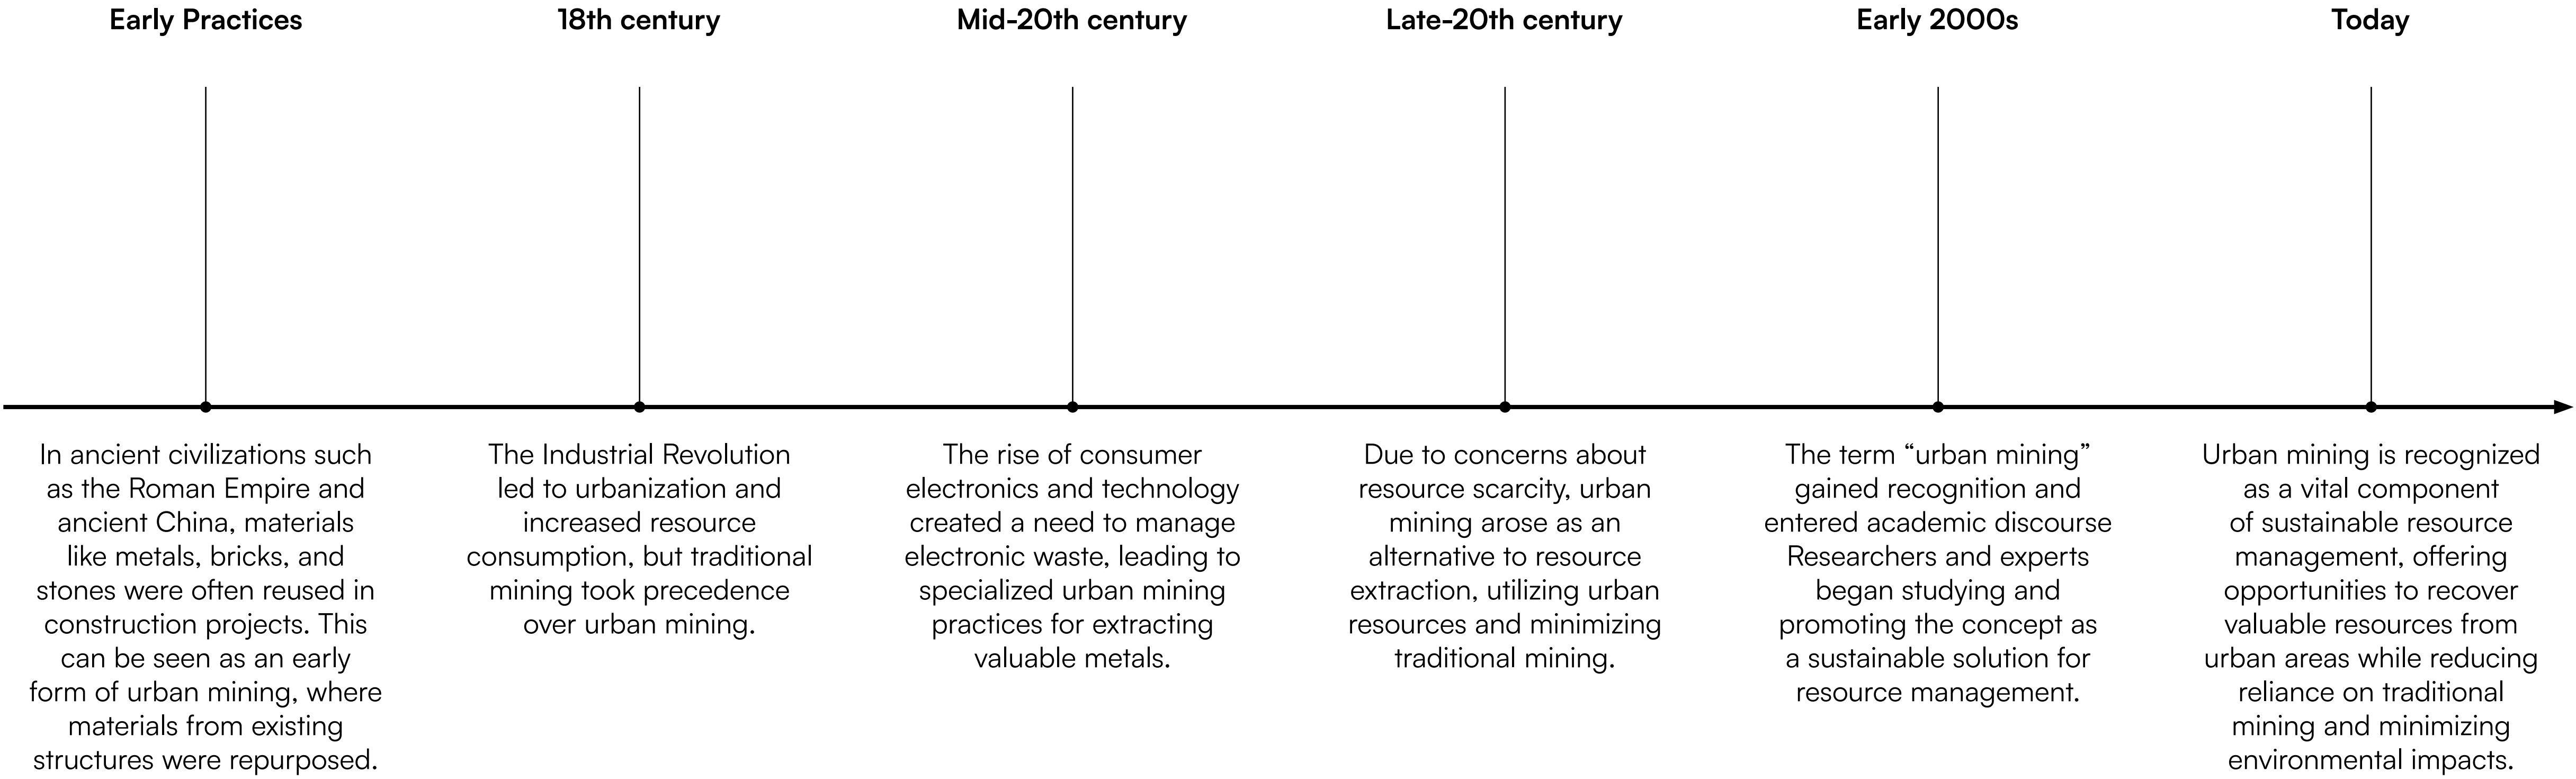 Early Practices
18th century
Mid-20th century
Late-20th century
Early 2000s
Today
In ancient civilizations such
as the Roman Empire and
ancient China, materials
like metals, bricks, and
stones were often reused in
construction projects. This
can be seen as an early
form of urban mining, where
materials from existing
structures were repurposed.
The Industrial Revolution
led to urbanization and
increased resource
consumption, but traditional
mining took precedence
over urban mining.
The rise of consumer
electronics and technology
created a need to manage
electronic waste, leading to
specialized urban mining
practices for extracting
valuable metals.
Due to concerns about
resource scarcity, urban
mining arose as an
alternative to resource
extraction, utilizing urban
resources and minimizing
traditional mining.
The term “urban mining”
gained recognition and
entered academic discourse
Researchers and experts
began studying and
promoting the concept as
a sustainable solution for
resource management.
Urban mining is recognized
as a vital component
of sustainable resource
management, offering
opportunities to recover
valuable resources from
urban areas while reducing
reliance on traditional
mining and minimizing
environmental impacts.